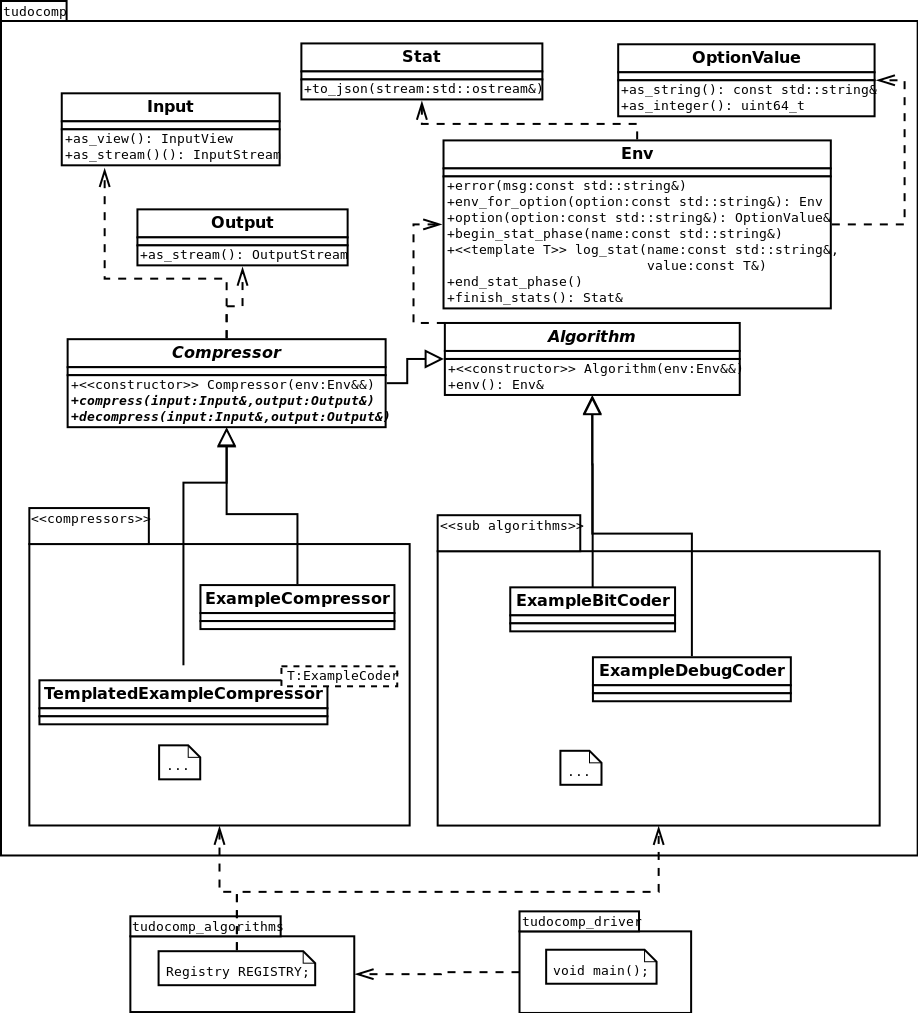 tudocomp
Stat
+to_json(stream:std::ostream&)
OptionValue
+as_string(): const std::string&
+as_integer(): uint64_t
Input
+as_view(): InputView
+as_stream()(): InputStream
Env
+error(msg:const std::string&)
+env_for_option(option:const std::string&): Env
+option(option:const std::string&): OptionValue&
+begin_stat_phase(name:const std::string&)
+<<template T>> log_stat(name:const std::string&,
value:const T&)
+end_stat_phase()
+finish_stats(): Stat&
Output
+as_stream(): OutputStream
Compressor
+<<constructor>> Compressor(env:Env&&)
+compress(input:Input&,output:Output&)
+decompress(input:Input&,output:Output&)
Algorithm
+<<constructor>> Algorithm(env:Env&&)
+env(): Env&
<<compressors>>
ExampleCompressor
T:ExampleCoder
TemplatedExampleCompressor
...
<<sub algorithms>>
ExampleBitCoder
ExampleDebugCoder
...
tudocomp_algorithms
Registry REGISTRY;
tudocomp_driver
void main();